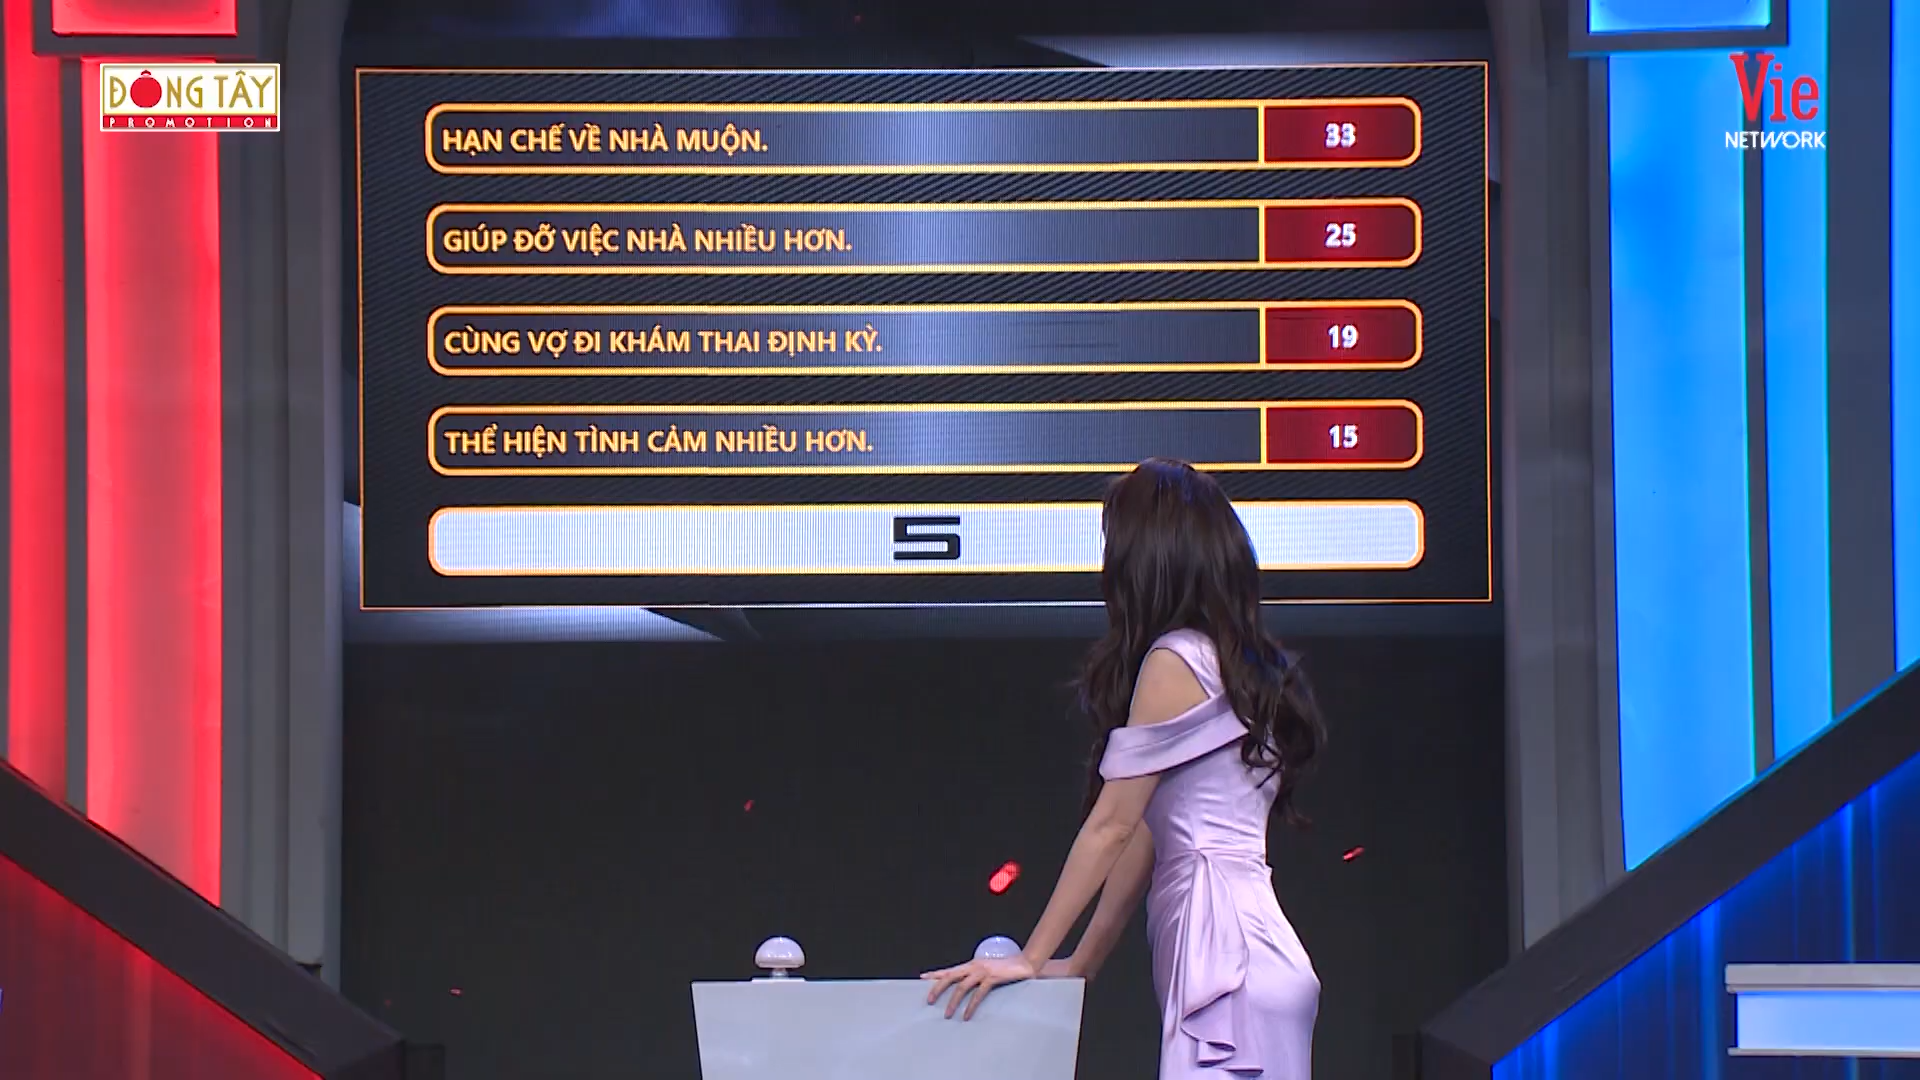 ĐÔNG TÂY
PROMOTION
Vie
NETWORK
HẠN CHẾ VỀ NHÀ MUỘN.
33
GIÚP ĐỠ VIỆC NHÀ NHIỀU HƠN.
25
CÙNG VỢ ĐI KHÁM THAI ĐỊNH KỲ.
19
THỂ HIỆN TÌNH CẢM NHIỀU HƠN.
15
5